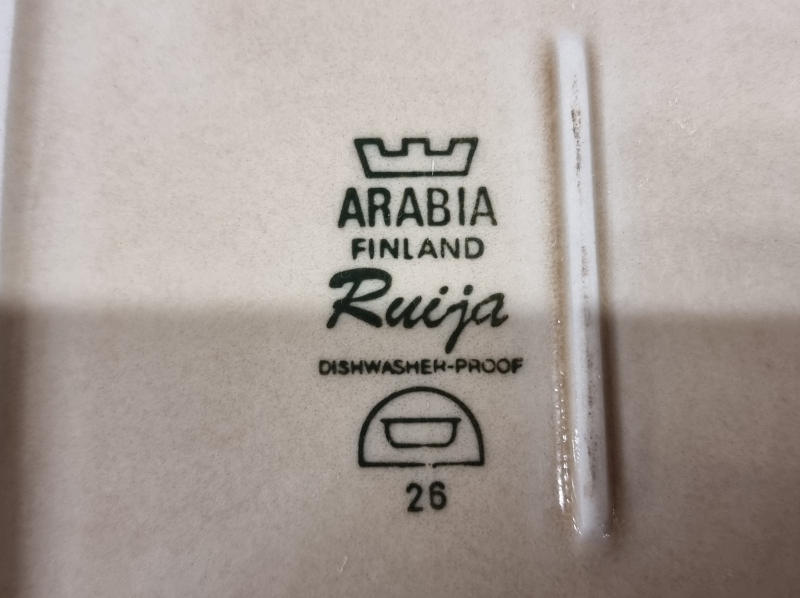 ARABIA
FINLAND
Ruija
DISHWASHER-PROOF
26